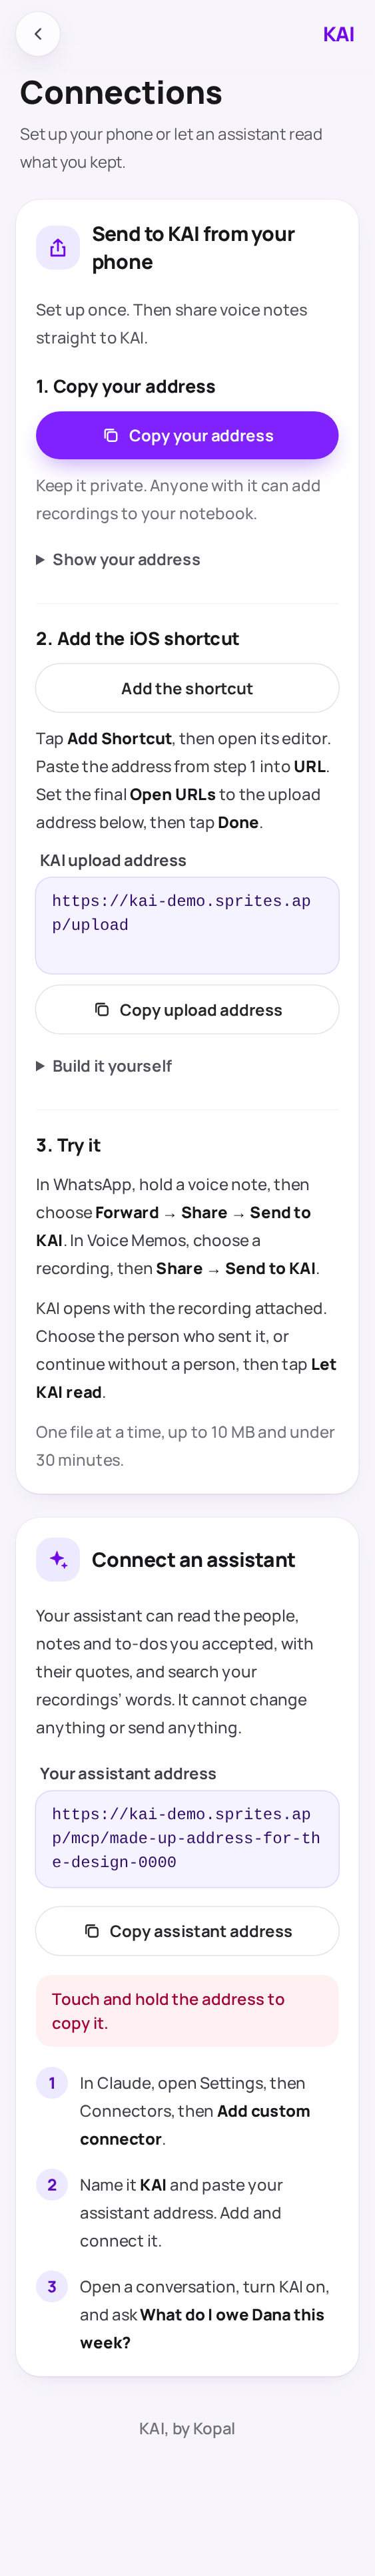 KAI
Connections
Set up your phone or let an assistant read
what you kept.
Send to KAI from your
phone
Set up once. Then share voice notes
straight to KAI.
1. Copy your address
Copy your address
Keep it private. Anyone with it can add
recordings to your notebook.
Show your address
2. Add the iOS shortcut
Add the shortcut
Tap Add Shortcut, then open its editor.
Paste the address from step 1 into URL.
Set the final Open URLs to the upload
address below, then tap Done.
KAI upload address
https://kai-demo.sprites.ap
p/upload
Copy upload address
Build it yourself
3. Try it
In WhatsApp, hold a voice note, then
choose Forward → Share → Send to
KAI. In Voice Memos, choose a
recording, then Share → Send to KAI.
KAI opens with the recording attached.
Choose the person who sent it, or
continue without a person, then tap Let
KAI read.
One file at a time, up to 10 MB and under
30 minutes.
Connect an assistant
Your assistant can read the people,
notes and to-dos you accepted, with
their quotes, and search your
recordings’ words. It cannot change
anything or send anything.
Your assistant address
https://kai-demo.sprites.ap
p/mcp/made-up-address-for-th
e-design-0000
Copy assistant address
Touch and hold the address to
copy it.
1 In Claude, open Settings, then
Connectors, then Add custom
connector.
2 Name it KAI and paste your
assistant address. Add and
connect it.
3 Open a conversation, turn KAI on,
and ask What do I owe Dana this
week?
KAI, by Kopal